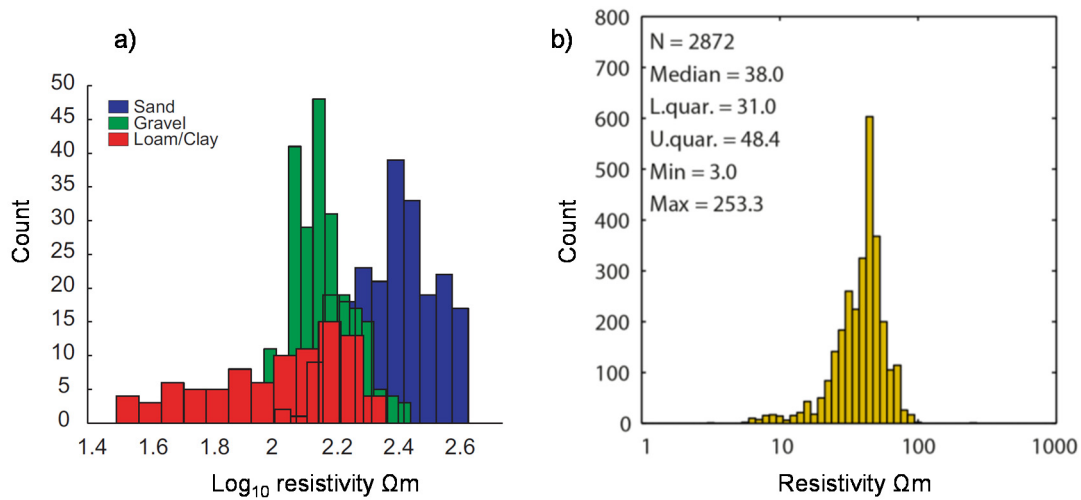 a)
50
45
40
35
30
25
20
15
10
5
0
Count
Sand
Gravel
Loam/Clay
1.4 1.6 1.8 2 2.2 2.4 2.6
Log10 resistivity Ωm
b)
800
700
600
500
400
300
200
100
0
Count
N = 2872
Median = 38.0
L.quar. = 31.0
U.quar. = 48.4
Min = 3.0
Max = 253.3
1 10 100 1000
Resistivity Ωm